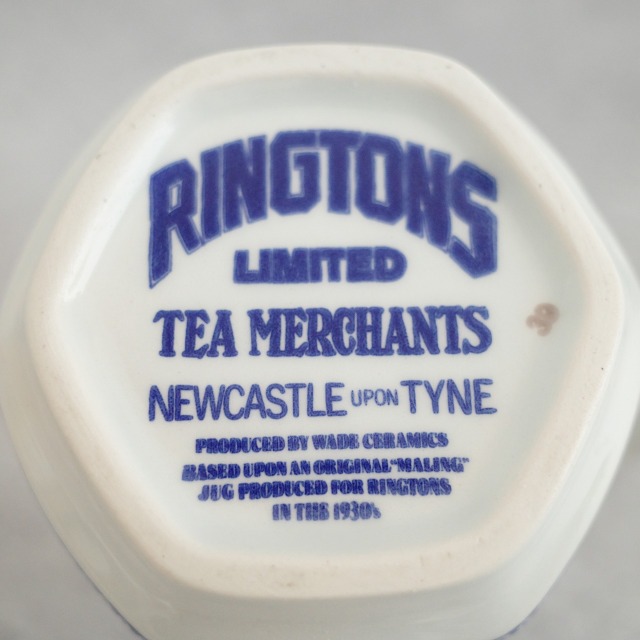 RINGTONS
LIMITED
TEA MERCHANTS
NEWCASTLE UPON TYNE
PRODUCED BY WADE CERAMICS
BASED UPON AN ORIGINAL "MALING"
JUG PRODUCED FOR RINGTONS
IN THE 1930's